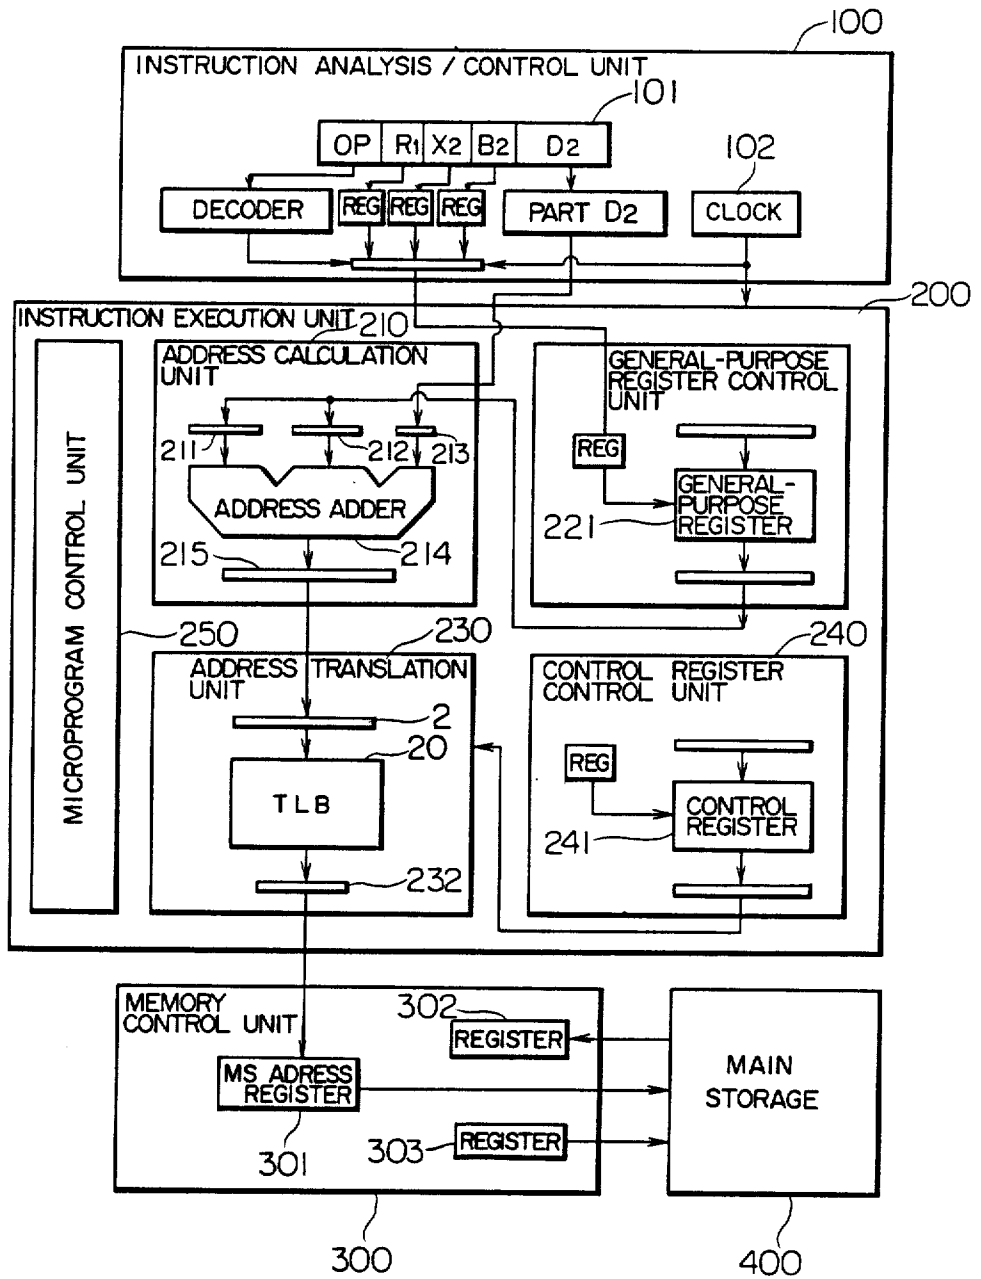 100
INSTRUCTION ANALYSIS / CONTROL UNIT
101
OP R1 X2 B2 D2
102
DECODER REG REG REG PART D2 CLOCK
200
INSTRUCTION EXECUTION UNIT
210
ADDRESS CALCULATION
UNIT
GENERAL-PURPOSE
REGISTER CONTROL
UNIT
211 212 213
REG
ADDRESS ADDER
GENERAL-
PURPOSE
REGISTER
221
214
215
MICROPROGRAM CONTROL UNIT
250
230
ADDRESS TRANSLATION
UNIT
240
CONTROL REGISTER
CONTROL UNIT
2
20
TLB
REG
CONTROL
REGISTER
241
232
MEMORY
CONTROL UNIT
302
REGISTER
MS ADRESS
REGISTER
301
303
REGISTER
MAIN
STORAGE
300
400